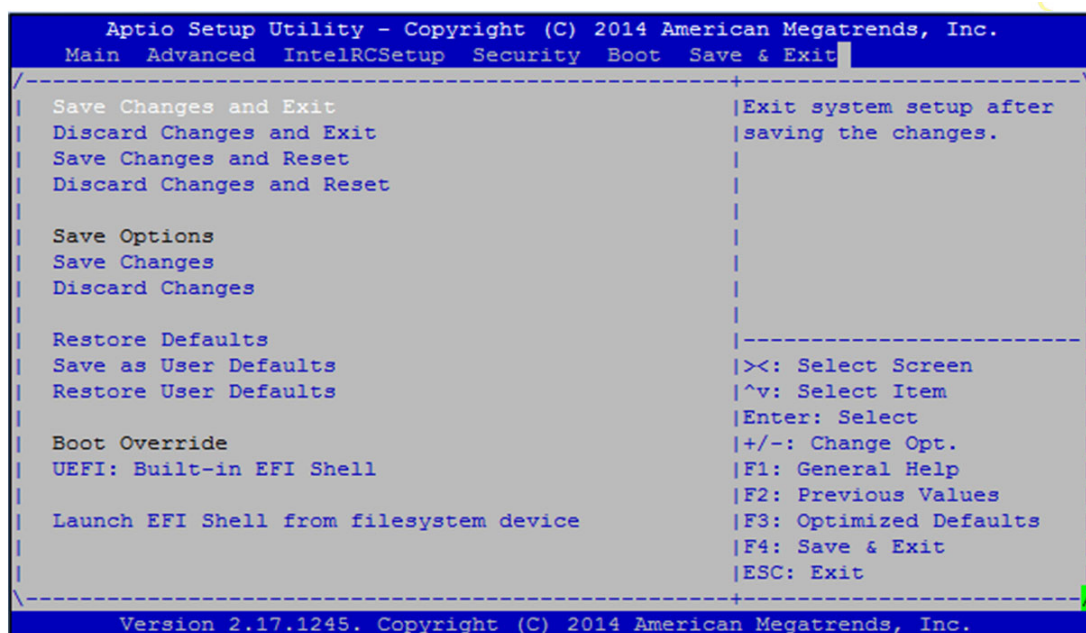 Aptio Setup Utility - Copyright (C) 2014 American Megatrends, Inc.
Main Advanced IntelRCSetup Security Boot Save & Exit
Save Changes and Exit
Discard Changes and Exit
Save Changes and Reset
Discard Changes and Reset
Save Options
Save Changes
Discard Changes
Restore Defaults
Save as User Defaults
Restore User Defaults
Boot Override
UEFI: Built-in EFI Shell
Launch EFI Shell from filesystem device
Exit system setup after
saving the changes.
><: Select Screen
^v: Select Item
Enter: Select
+/-: Change Opt.
F1: General Help
F2: Previous Values
F3: Optimized Defaults
F4: Save & Exit
ESC: Exit
Version 2.17.1245. Copyright (C) 2014 American Megatrends, Inc.